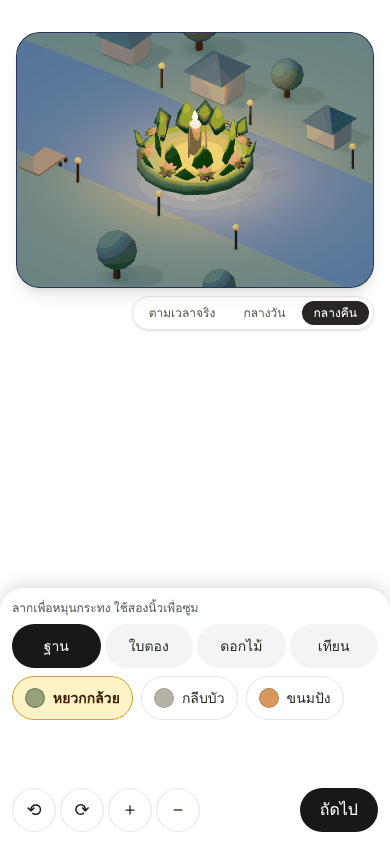 ตามเวลาจริง กลางวัน กลางคืน
ลากเพื่อหมุนกระทง ใช้สองนิ้วเพื่อซูม
ฐาน ใบตอง ดอกไม้ เทียน
หยวกกล้วย กลีบบัว ขนมปัง
⟲ ⟳ + − ถัดไป